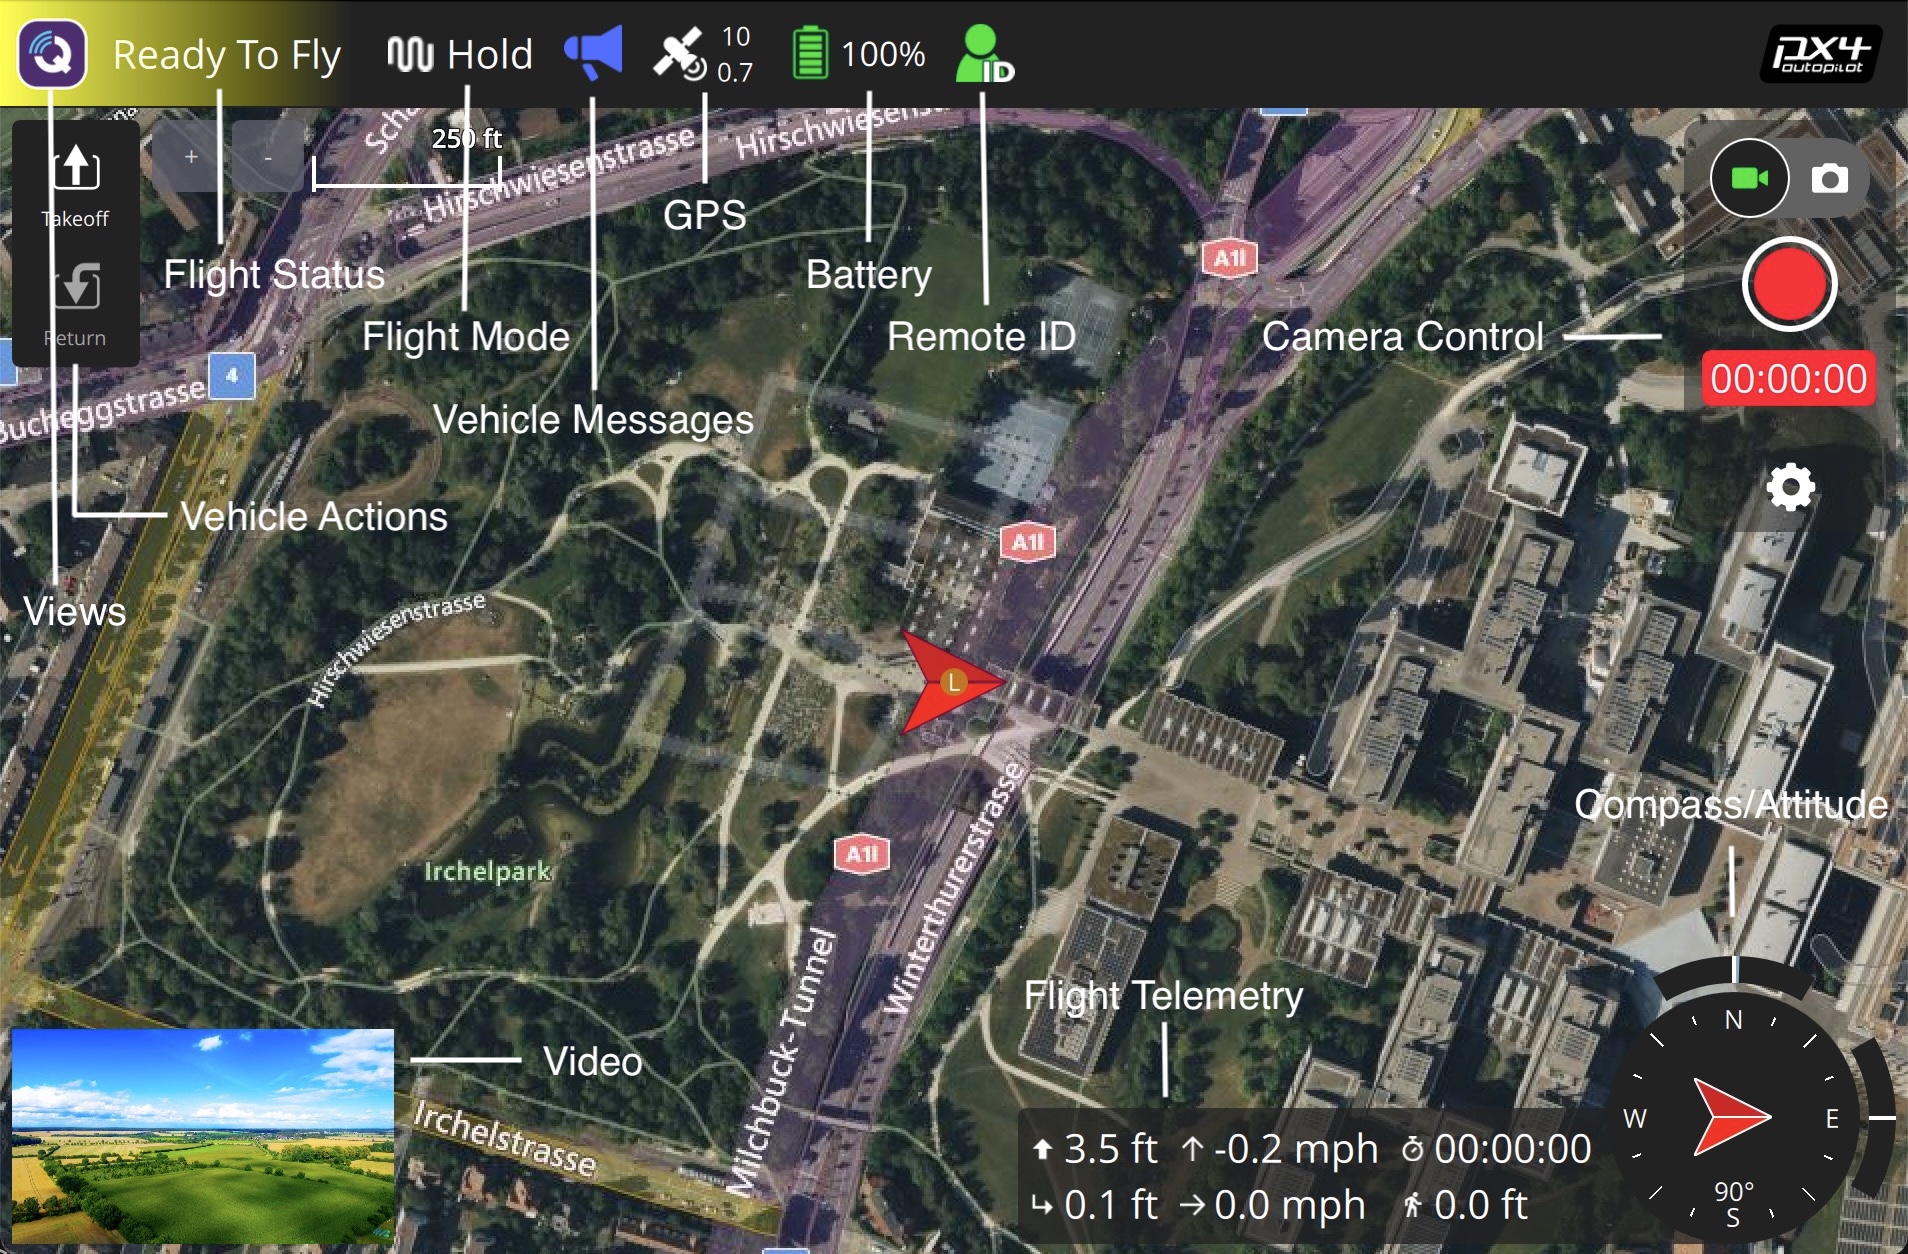 Ready To Fly
Hold
10
0.7
100%
ID
px4
autopilot
Takeoff
Return
+
-
250 ft
Hirschwiesenstrasse
GPS
Flight Status
Battery
A1l
Flight Mode
Remote ID
Camera Control
00:00:00
4
Bucheggstrasse
Vehicle Messages
Vehicle Actions
A1l
Views
Hirschwiesenstrasse
L
Compass/Attitude
A1l
Irchelpark
Winterthurerstrasse
Milchbuck-Tunnel
Flight Telemetry
Video
Irchelstrasse
3.5 ft
-0.2 mph
00:00:00
0.1 ft
0.0 mph
0.0 ft
N
W
E
90°
S